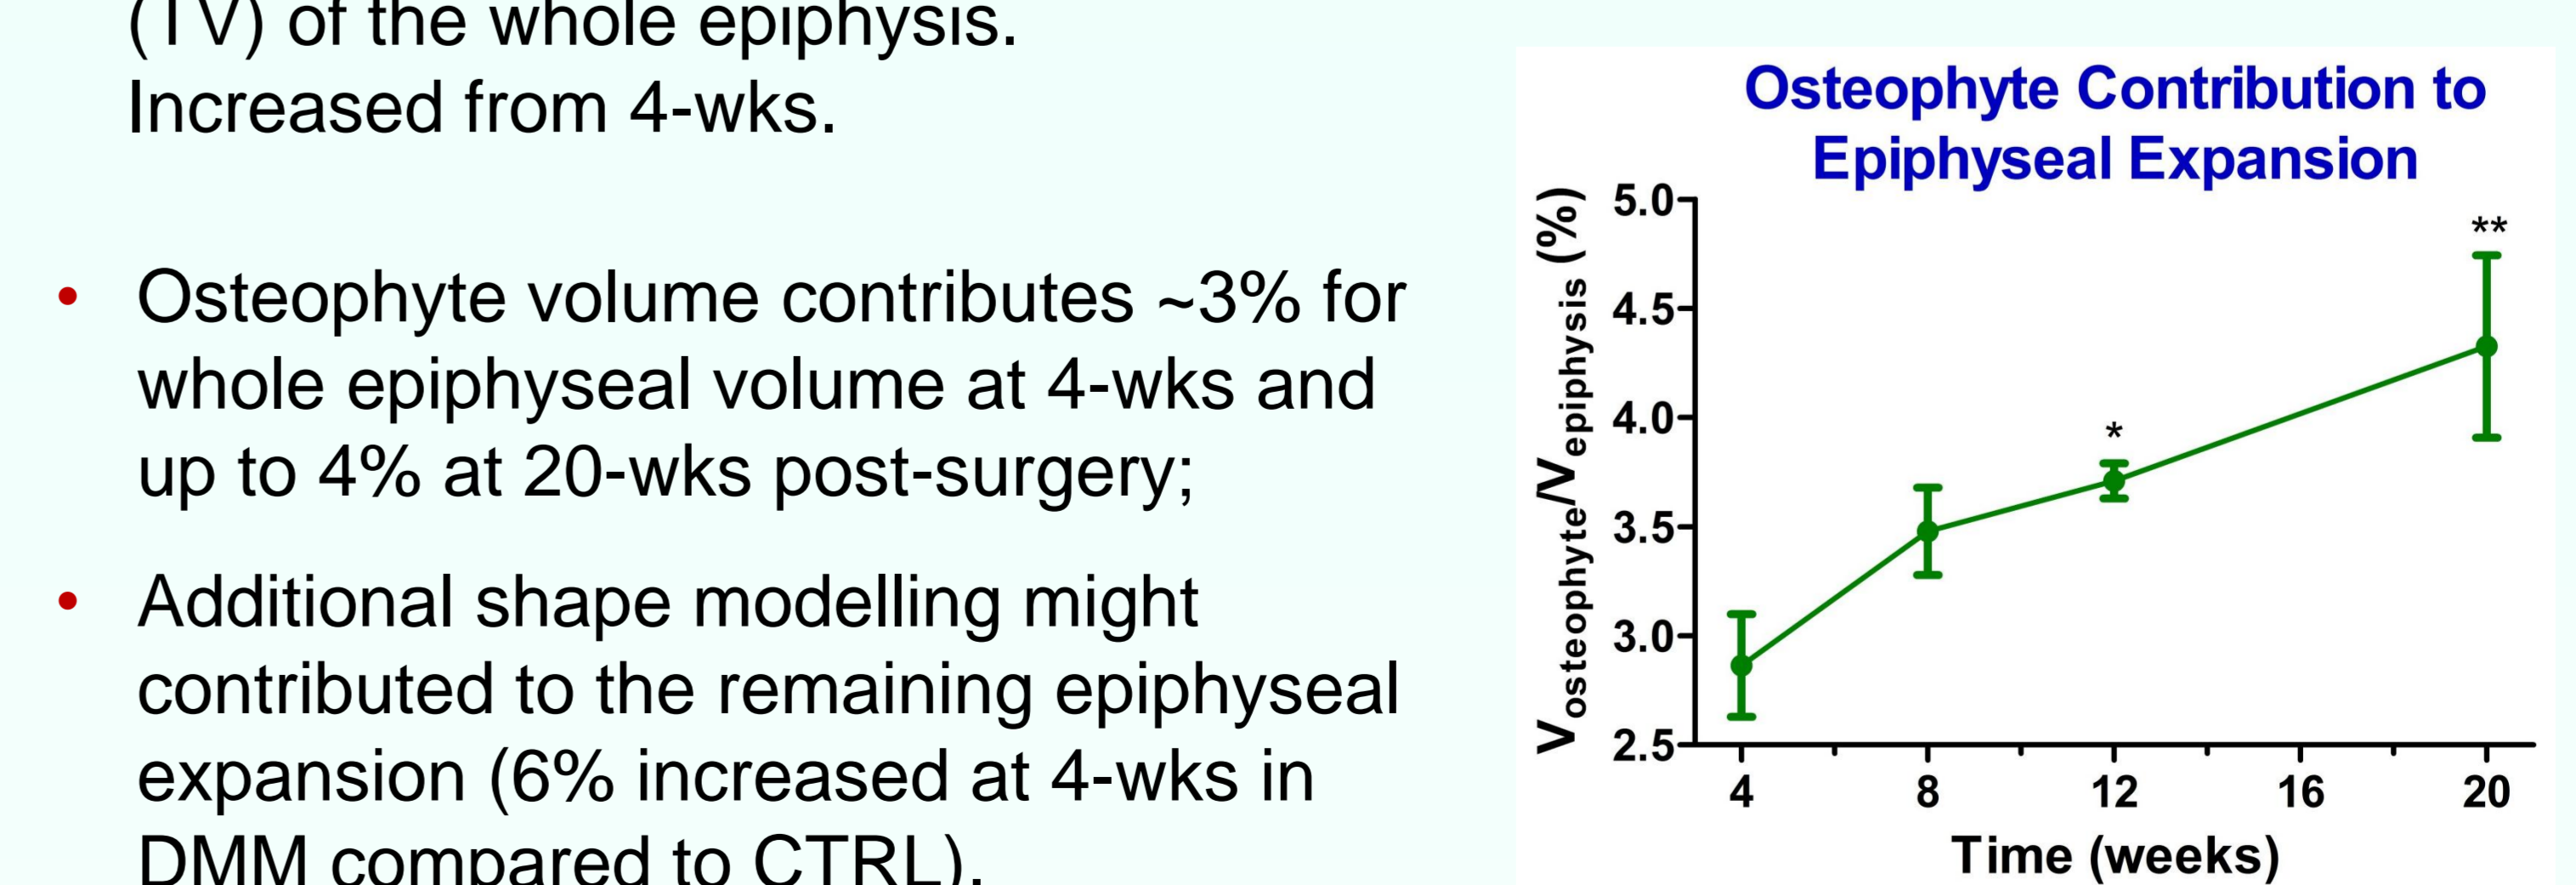 (TV) of the whole epiphysis.
Increased from 4-wks.
• Osteophyte volume contributes ~3% for
whole epiphyseal volume at 4-wks and
up to 4% at 20-wks post-surgery;
• Additional shape modelling might
contributed to the remaining epiphyseal
expansion (6% increased at 4-wks in
DMM compared to CTRL).
Osteophyte Contribution to
Epiphyseal Expansion
Vosteophyte/Vepiphysis (%)
5.0
4.5
4.0
3.5
3.0
2.5
**
*
4 8 12 16 20
Time (weeks)